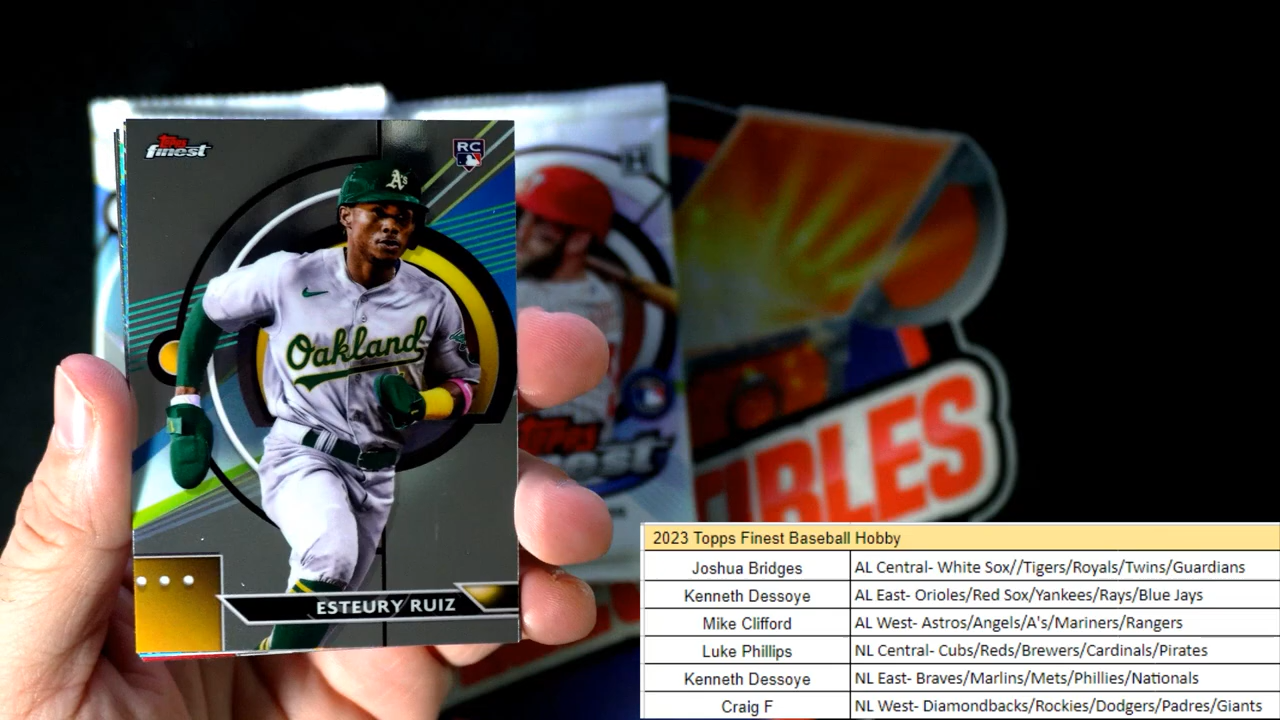 Topps
finest
RC
A's
Oakland
ESTEURY RUIZ
H
Topps
IBLES
2023 Topps Finest Baseball Hobby
Joshua Bridges AL Central- White Sox//Tigers/Royals/Twins/Guardians
Kenneth Dessoye AL East- Orioles/Red Sox/Yankees/Rays/Blue Jays
Mike Clifford AL West- Astros/Angels/A's/Mariners/Rangers
Luke Phillips NL Central- Cubs/Reds/Brewers/Cardinals/Pirates
Kenneth Dessoye NL East- Braves/Marlins/Mets/Phillies/Nationals
Craig F NL West- Diamondbacks/Rockies/Dodgers/Padres/Giants